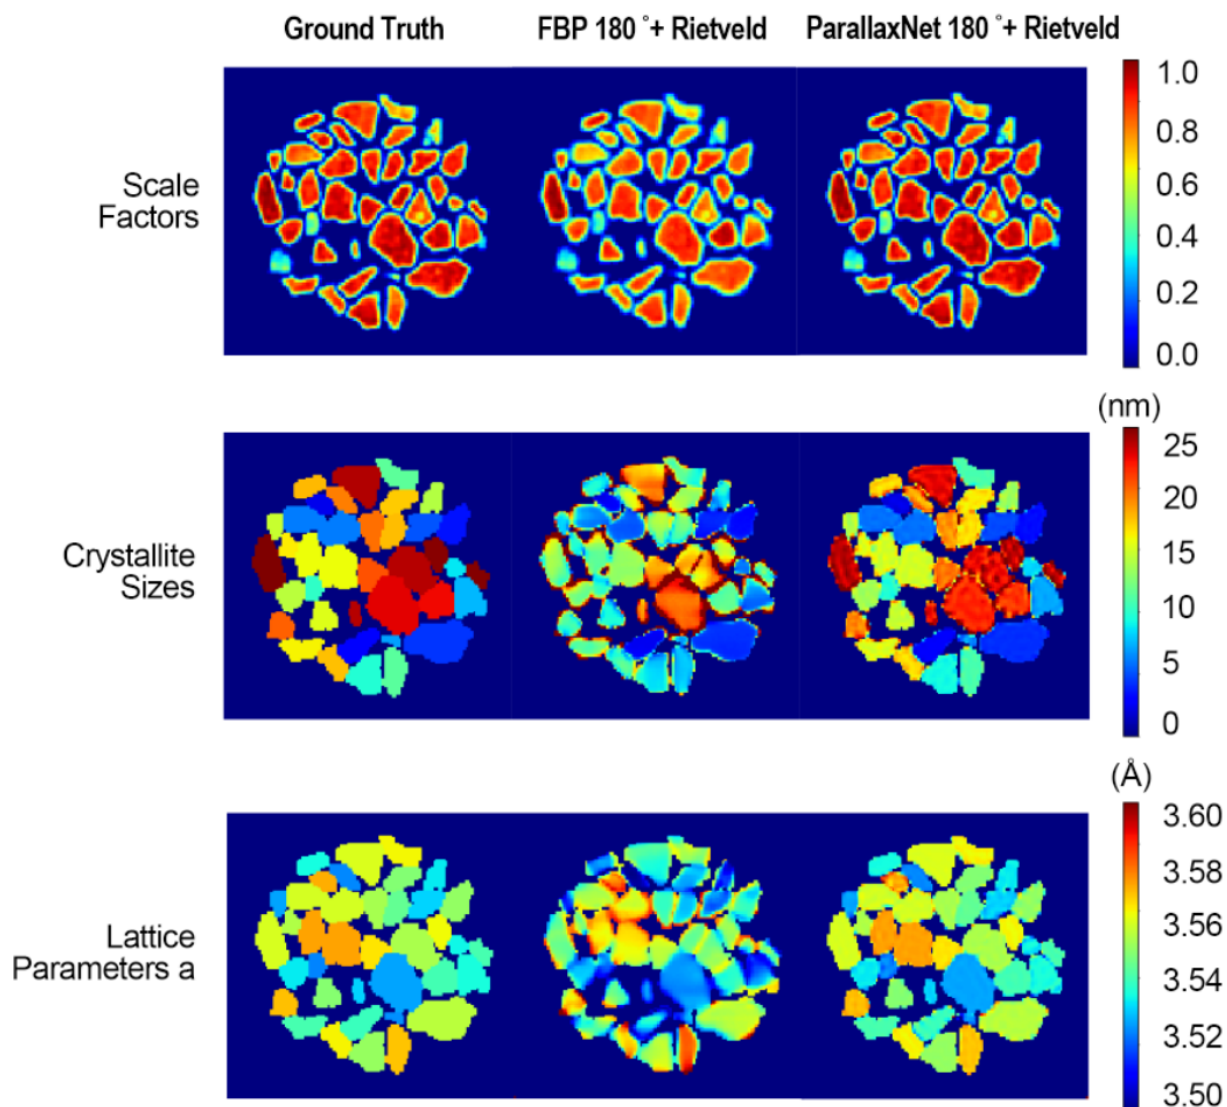 Ground Truth
FBP 180 °+ Rietveld
ParallaxNet 180 °+ Rietveld
Scale
Factors
1.0
0.8
0.6
0.4
0.2
0.0
(nm)
Crystallite
Sizes
25
20
15
10
5
0
(Å)
Lattice
Parameters a
3.60
3.58
3.56
3.54
3.52
3.50